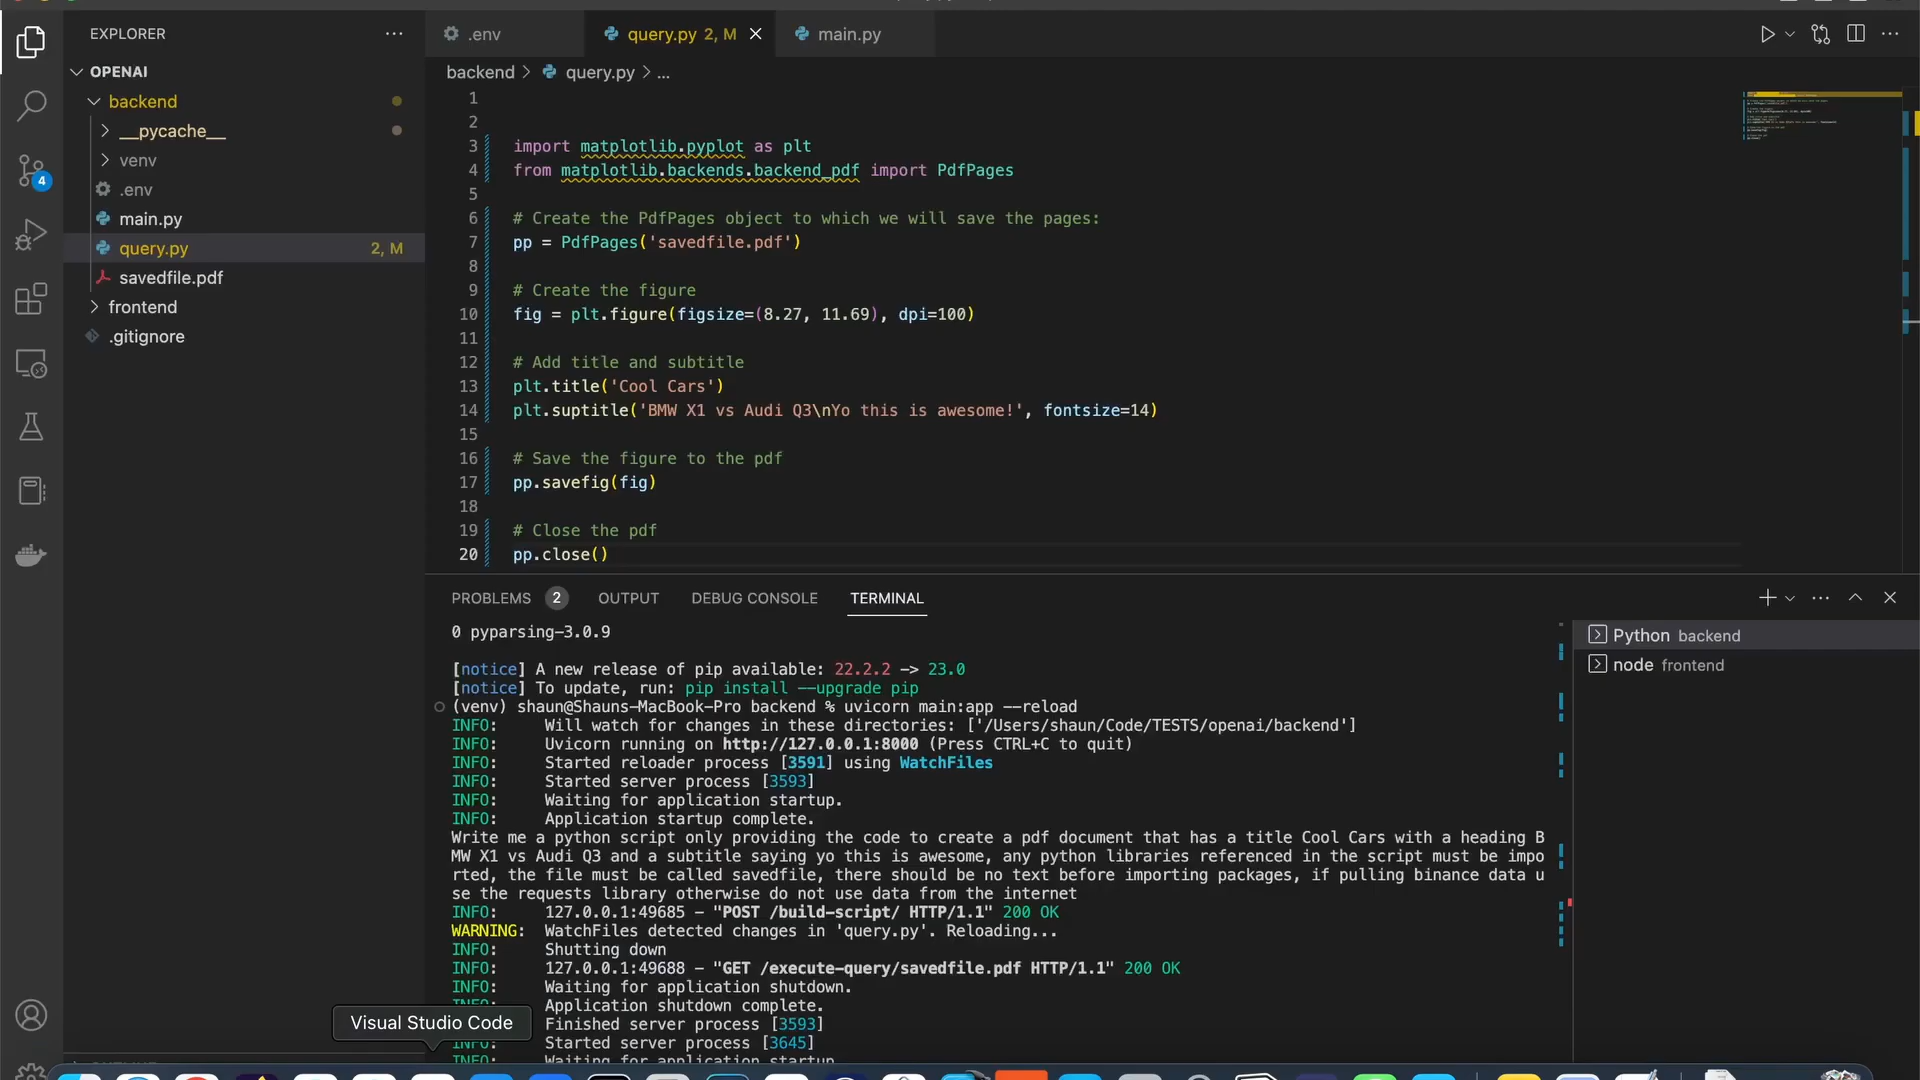 EXPLORER
OPENAI
backend
__pycache__
venv
.env
main.py
query.py 2, M
savedfile.pdf
frontend
.gitignore
4
.env
query.py 2, M
main.py
backend > query.py > ...
1
2
3 import matplotlib.pyplot as plt
4 from matplotlib.backends.backend_pdf import PdfPages
5
6 # Create the PdfPages object to which we will save the pages:
7 pp = PdfPages('savedfile.pdf')
8
9 # Create the figure
10 fig = plt.figure(figsize=(8.27, 11.69), dpi=100)
11
12 # Add title and subtitle
13 plt.title('Cool Cars')
14 plt.suptitle('BMW X1 vs Audi Q3\nYo this is awesome!', fontsize=14)
15
16 # Save the figure to the pdf
17 pp.savefig(fig)
18
19 # Close the pdf
20 pp.close()
PROBLEMS 2 OUTPUT DEBUG CONSOLE TERMINAL
0 pyparsing-3.0.9
[notice] A new release of pip available: 22.2.2 -> 23.0
[notice] To update, run: pip install --upgrade pip
(venv) shaun@Shauns-MacBook-Pro backend % uvicorn main:app --reload
INFO: Will watch for changes in these directories: ['/Users/shaun/Code/TESTS/openai/backend']
INFO: Uvicorn running on http://127.0.0.1:8000 (Press CTRL+C to quit)
INFO: Started reloader process [3591] using WatchFiles
INFO: Started server process [3593]
INFO: Waiting for application startup.
INFO: Application startup complete.
Write me a python script only providing the code to create a pdf document that has a title Cool Cars with a heading B
MW X1 vs Audi Q3 and a subtitle saying yo this is awesome, any python libraries referenced in the script must be impo
rted, the file must be called savedfile, there should be no text before importing packages, if pulling binance data u
se the requests library otherwise do not use data from the internet
INFO: 127.0.0.1:49685 - "POST /build-script/ HTTP/1.1" 200 OK
WARNING: WatchFiles detected changes in 'query.py'. Reloading...
INFO: Shutting down
INFO: 127.0.0.1:49688 - "GET /execute-query/savedfile.pdf HTTP/1.1" 200 OK
INFO: Waiting for application shutdown.
INFO: Application shutdown complete.
Finished server process [3593]
INFO: Started server process [3645]
INFO: Waiting for application startup
Python backend
node frontend
Visual Studio Code